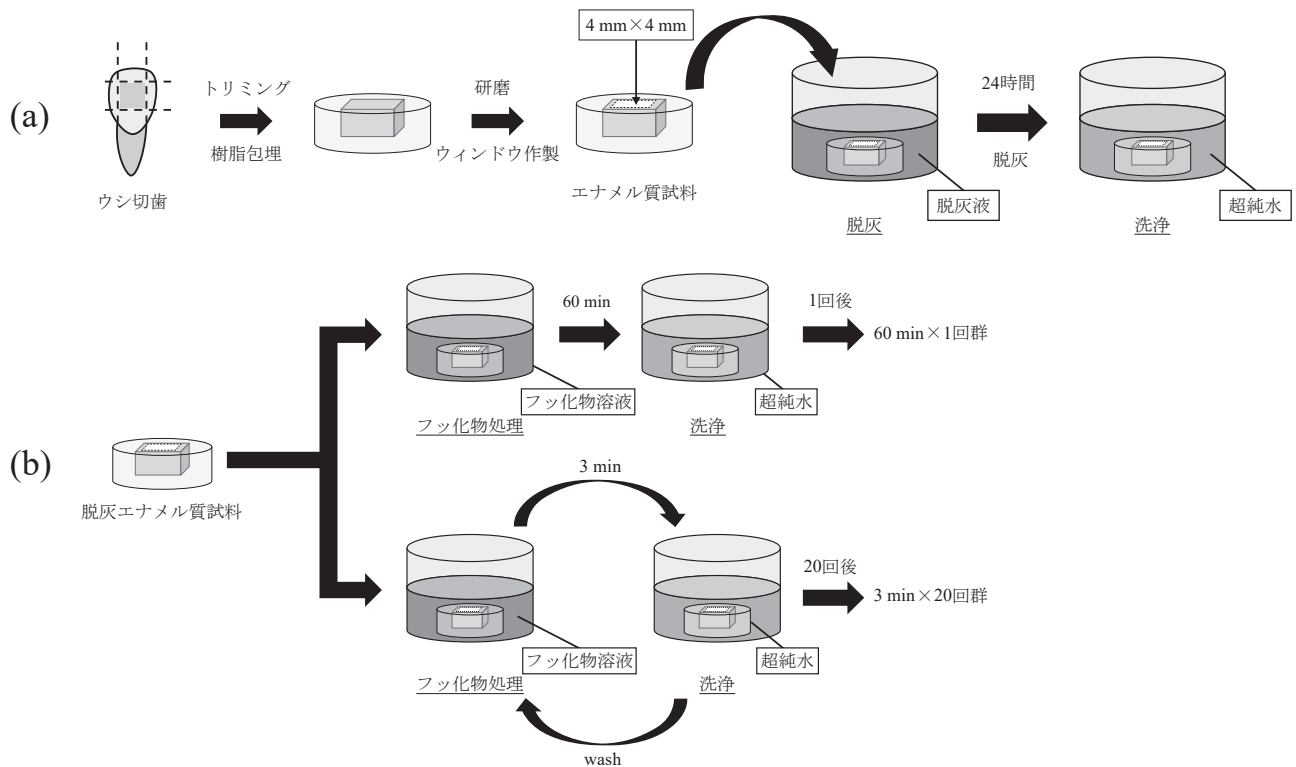 (a)
ウシ切歯
トリミング
樹脂包埋
研磨
ウィンドウ作製
4 mm×4 mm
エナメル質試料
脱灰液
脱灰
24時間
脱灰
超純水
洗浄
(b)
脱灰エナメル質試料
フッ化物溶液
フッ化物処理
60 min
超純水
洗浄
1回後
60 min×1回群
3 min
フッ化物溶液
フッ化物処理
超純水
洗浄
wash
20回後
3 min×20回群